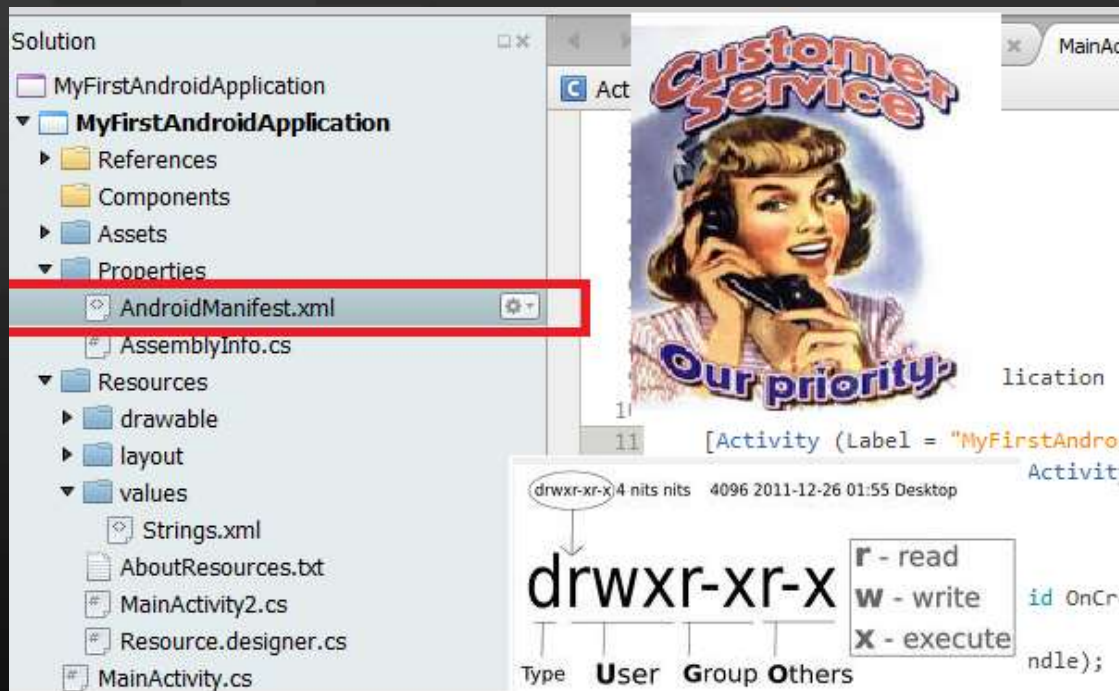 Solution
MyFirstAndroidApplication
MyFirstAndroidApplication
References
Components
Assets
Properties
AndroidManifest.xml
AssemblyInfo.cs
Resources
drawable
layout
values
Strings.xml
AboutResources.txt
MainActivity2.cs
Resource.designer.cs
MainActivity.cs
MainAc
C Act
Customer
Service
Our priority
lication
11 [Activity (Label = "MyFirstAndro
Activit
id OnCr
ndle);
drwxr-xr-x 4 nits nits 4096 2011-12-26 01:55 Desktop
drwxr-xr-x
Type User Group Others
r - read
w - write
x - execute